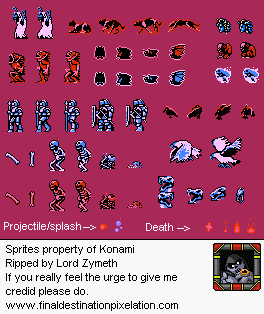 Projectile/splash-->
Death -->
Sprites property of Konami
Ripped by Lord Zymeth
If you really feel the urge to give me
credid please do.
www.finaldestinationpixelation.com